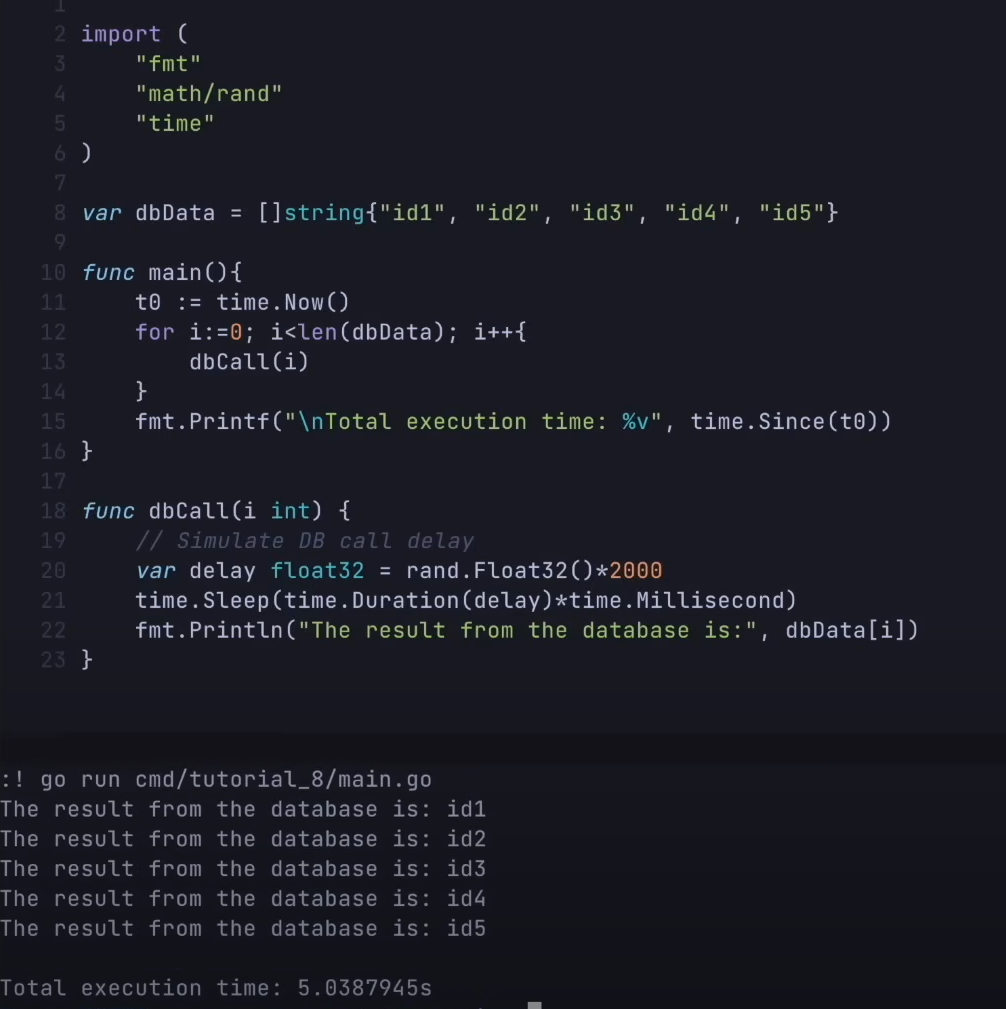 1
2 import (
3     "fmt"
4     "math/rand"
5     "time"
6 )
7
8 var dbData = []string{"id1", "id2", "id3", "id4", "id5"}
9
10 func main(){
11     t0 := time.Now()
12     for i:=0; i<len(dbData); i++{
13         dbCall(i)
14     }
15     fmt.Printf("\nTotal execution time: %v", time.Since(t0))
16 }
17
18 func dbCall(i int) {
19     // Simulate DB call delay
20     var delay float32 = rand.Float32()*2000
21     time.Sleep(time.Duration(delay)*time.Millisecond)
22     fmt.Println("The result from the database is:", dbData[i])
23 }
:! go run cmd/tutorial_8/main.go
The result from the database is: id1
The result from the database is: id2
The result from the database is: id3
The result from the database is: id4
The result from the database is: id5
Total execution time: 5.0387945s